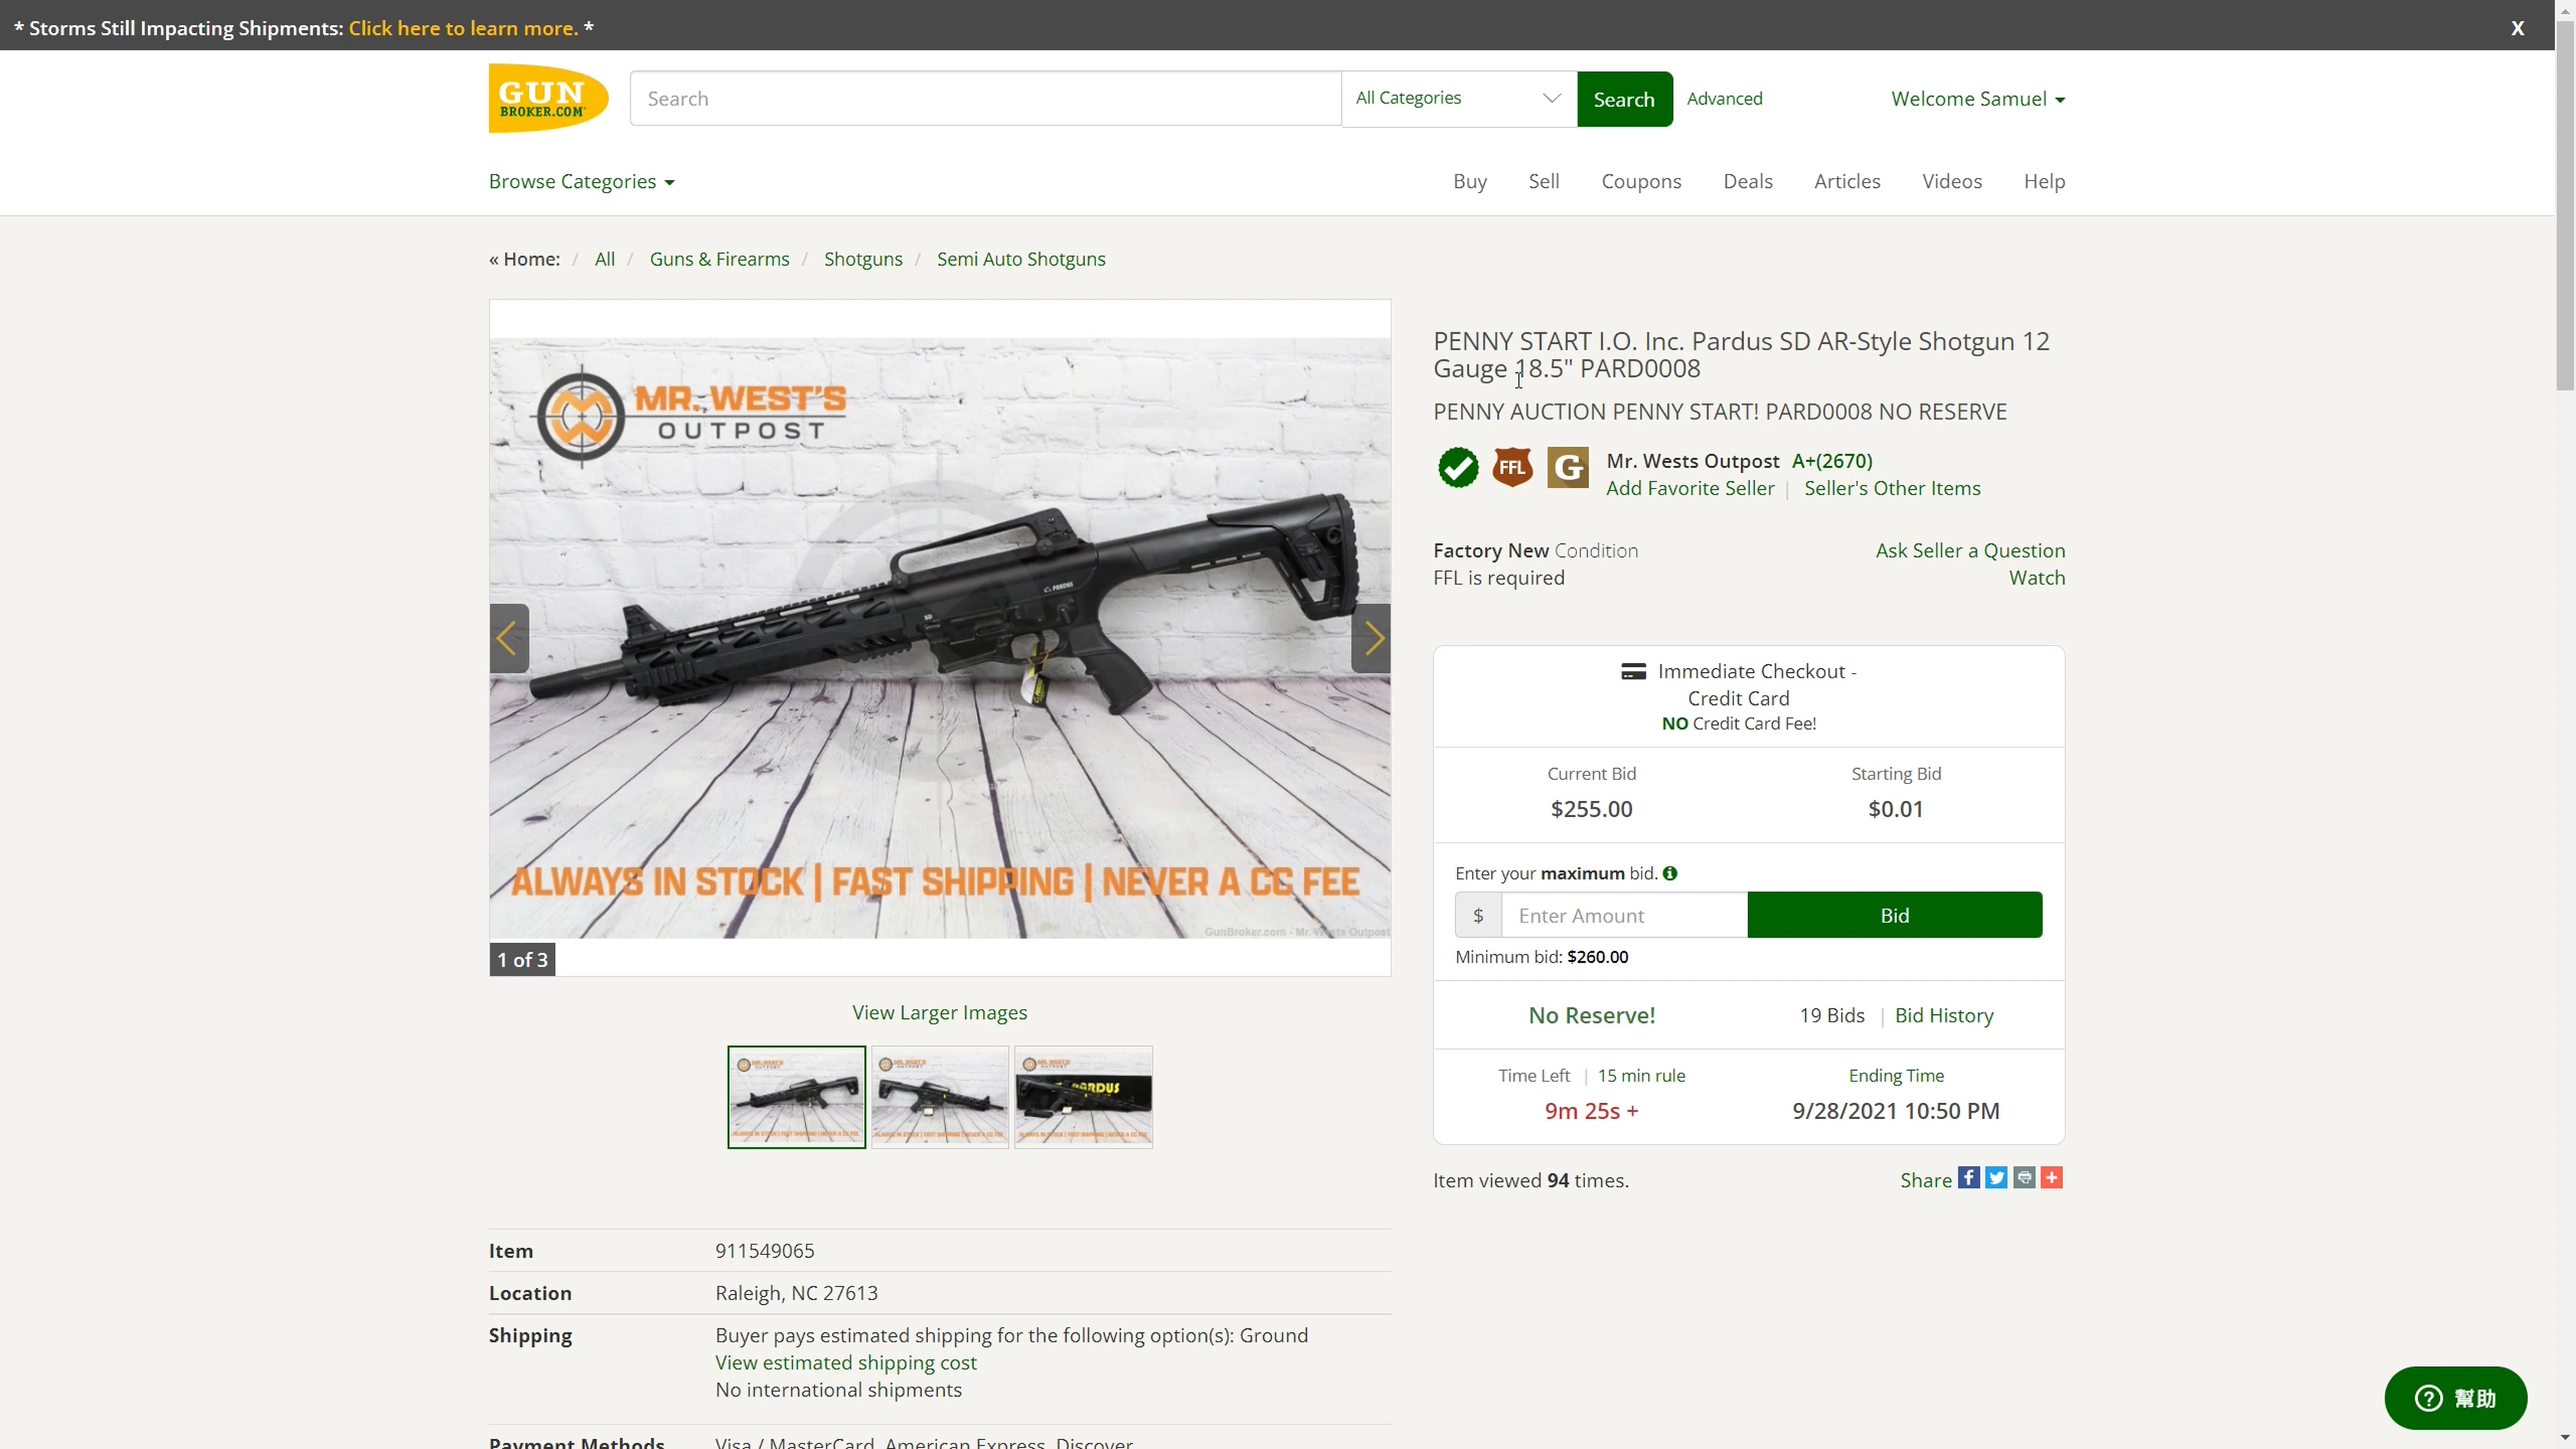 * Storms Still Impacting Shipments: Click here to learn more. *
X
GUN
BROKER.COM
Search
All Categories
Search
Advanced
Welcome Samuel
Browse Categories
Buy
Sell
Coupons
Deals
Articles
Videos
Help
« Home: / All / Guns & Firearms / Shotguns / Semi Auto Shotguns
MR. WEST'S
OUTPOST
PARDUS
SD
ALWAYS IN STOCK | FAST SHIPPING | NEVER A CC FEE
GunBroker.com - Mr. Wests Outpost
1 of 3
View Larger Images
PENNY START I.O. Inc. Pardus SD AR-Style Shotgun 12
Gauge 18.5" PARD0008
PENNY AUCTION PENNY START! PARD0008 NO RESERVE
FFL
G
Mr. Wests Outpost A+(2670)
Add Favorite Seller | Seller's Other Items
Factory New Condition
Ask Seller a Question
FFL is required
Watch
Immediate Checkout -
Credit Card
NO Credit Card Fee!
Current Bid
Starting Bid
$255.00
$0.01
Enter your maximum bid.
$
Enter Amount
Bid
Minimum bid: $260.00
No Reserve!
19 Bids | Bid History
Time Left | 15 min rule
Ending Time
9m 25s +
9/28/2021 10:50 PM
Item viewed 94 times.
Share
Item 911549065
Location Raleigh, NC 27613
Shipping Buyer pays estimated shipping for the following option(s): Ground
View estimated shipping cost
No international shipments
Payment Methods Visa / MasterCard, American Express, Discover
幫助